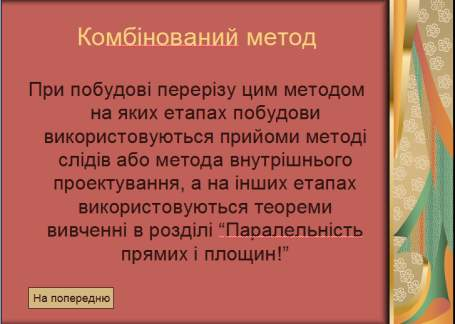 Комбінований метод
При побудові перерізу цим методом
на яких етапах побудови
використовуються прийоми методі
слідів або метода внутрішнього
проектування, а на інших етапах
використовуються теореми
вивченні в розділі “Паралельність
прямих і площин!”
На попередню